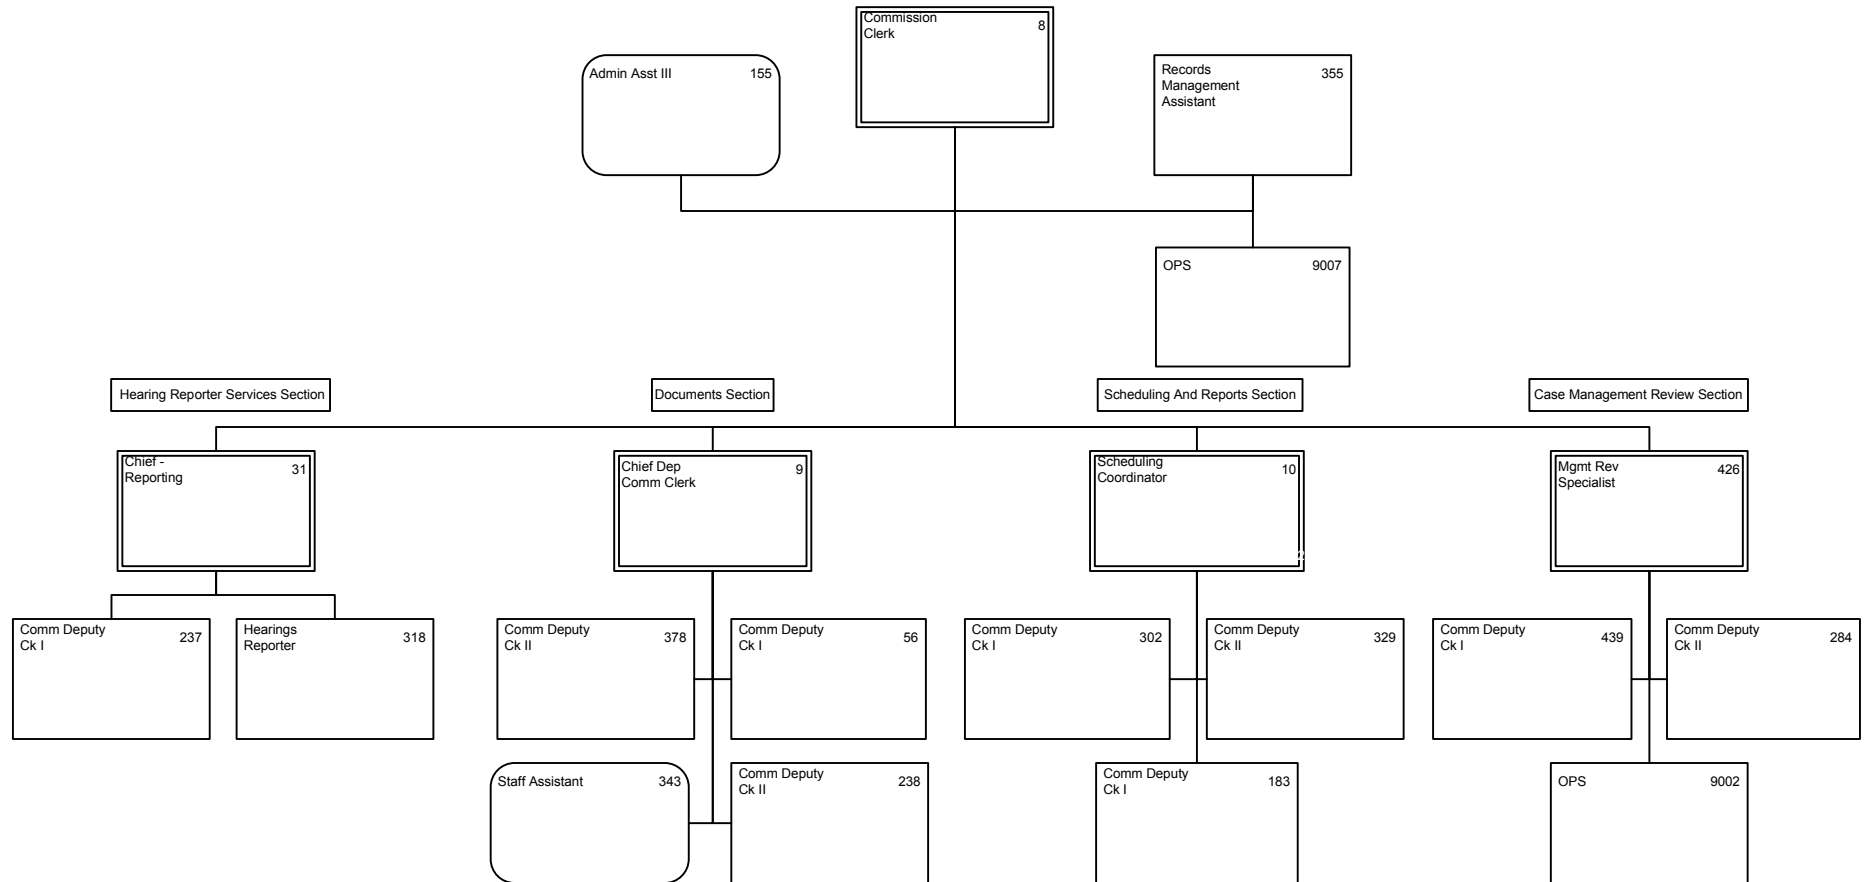 Commission
Clerk
8
Admin Asst III
155
Records
Management
Assistant
355
OPS
9007
Hearing Reporter Services Section
Documents Section
Scheduling And Reports Section
Case Management Review Section
Chief -
Reporting
31
Chief Dep
Comm Clerk
9
Scheduling
Coordinator
10
2
Mgmt Rev
Specialist
426
Comm Deputy
Ck I
237
Hearings
Reporter
318
Comm Deputy
Ck II
378
Comm Deputy
Ck I
56
Comm Deputy
Ck I
302
Comm Deputy
Ck II
329
Comm Deputy
Ck I
439
Comm Deputy
Ck II
284
Staff Assistant
343
Comm Deputy
Ck II
238
Comm Deputy
Ck I
183
OPS
9002